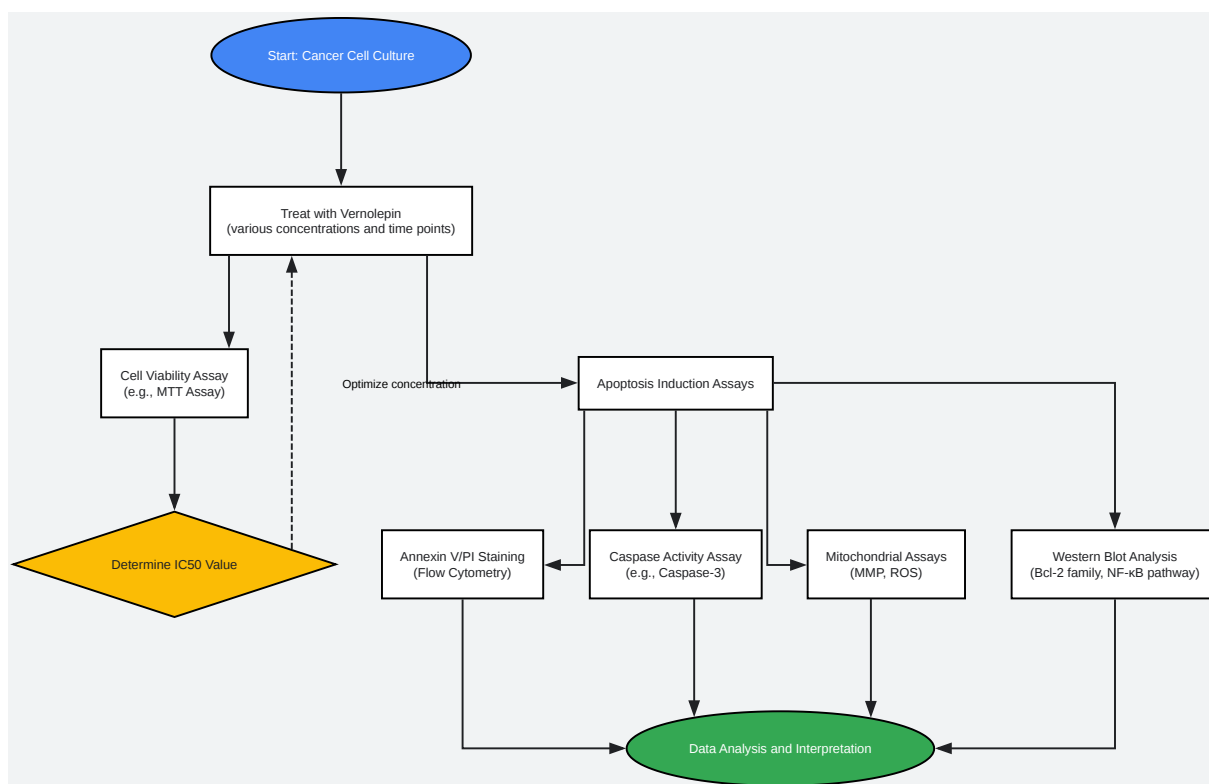 Start: Cancer Cell Culture
Treat with Vernolepin
(various concentrations and time points)
Cell Viability Assay
(e.g., MTT Assay)
Optimize concentration
Apoptosis Induction Assays
Determine IC50 Value
Annexin V/PI Staining
(Flow Cytometry)
Caspase Activity Assay
(e.g., Caspase-3)
Mitochondrial Assays
(MMP, ROS)
Western Blot Analysis
(Bcl-2 family, NF-κB pathway)
Data Analysis and Interpretation